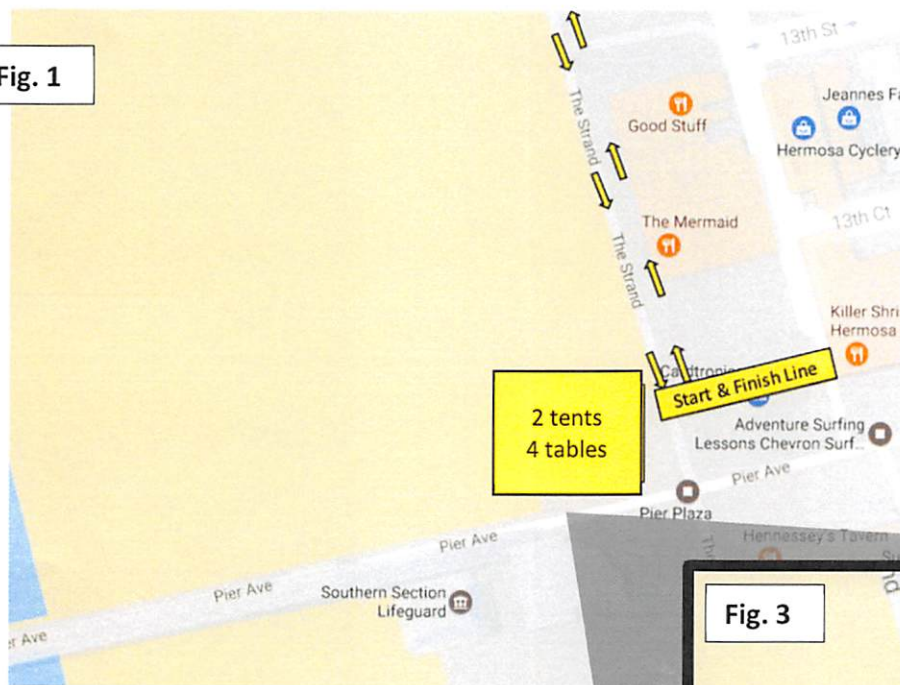 Fig. 1
13th St
Jeannes Fa
Good Stuff
Hermosa Cyclery
The Strand
13th Ct
The Mermaid
The Strand
Killer Shri
Hermosa
Start & Finish Line
2 tents
4 tables
Adventure Surfing
Lessons Chevron Surf...
Pier Ave
Pier Plaza
Pier Ave
Hennessey's Tavern
Pier Ave
Southern Section
Lifeguard
Fig. 3
er Ave